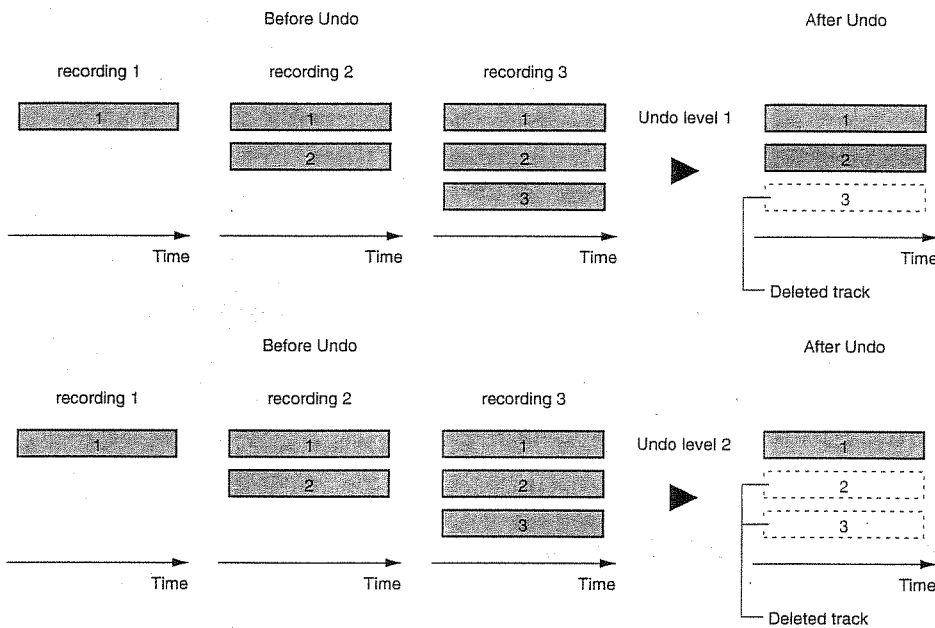 Before Undo
After Undo
recording 1
recording 2
recording 3
1
1
1
Undo level 1
1
2
2
2
3
3
Time
Time
Time
Time
Deleted track
Before Undo
After Undo
recording 1
recording 2
recording 3
1
1
1
Undo level 2
1
2
2
2
3
3
Time
Time
Time
Time
Deleted track